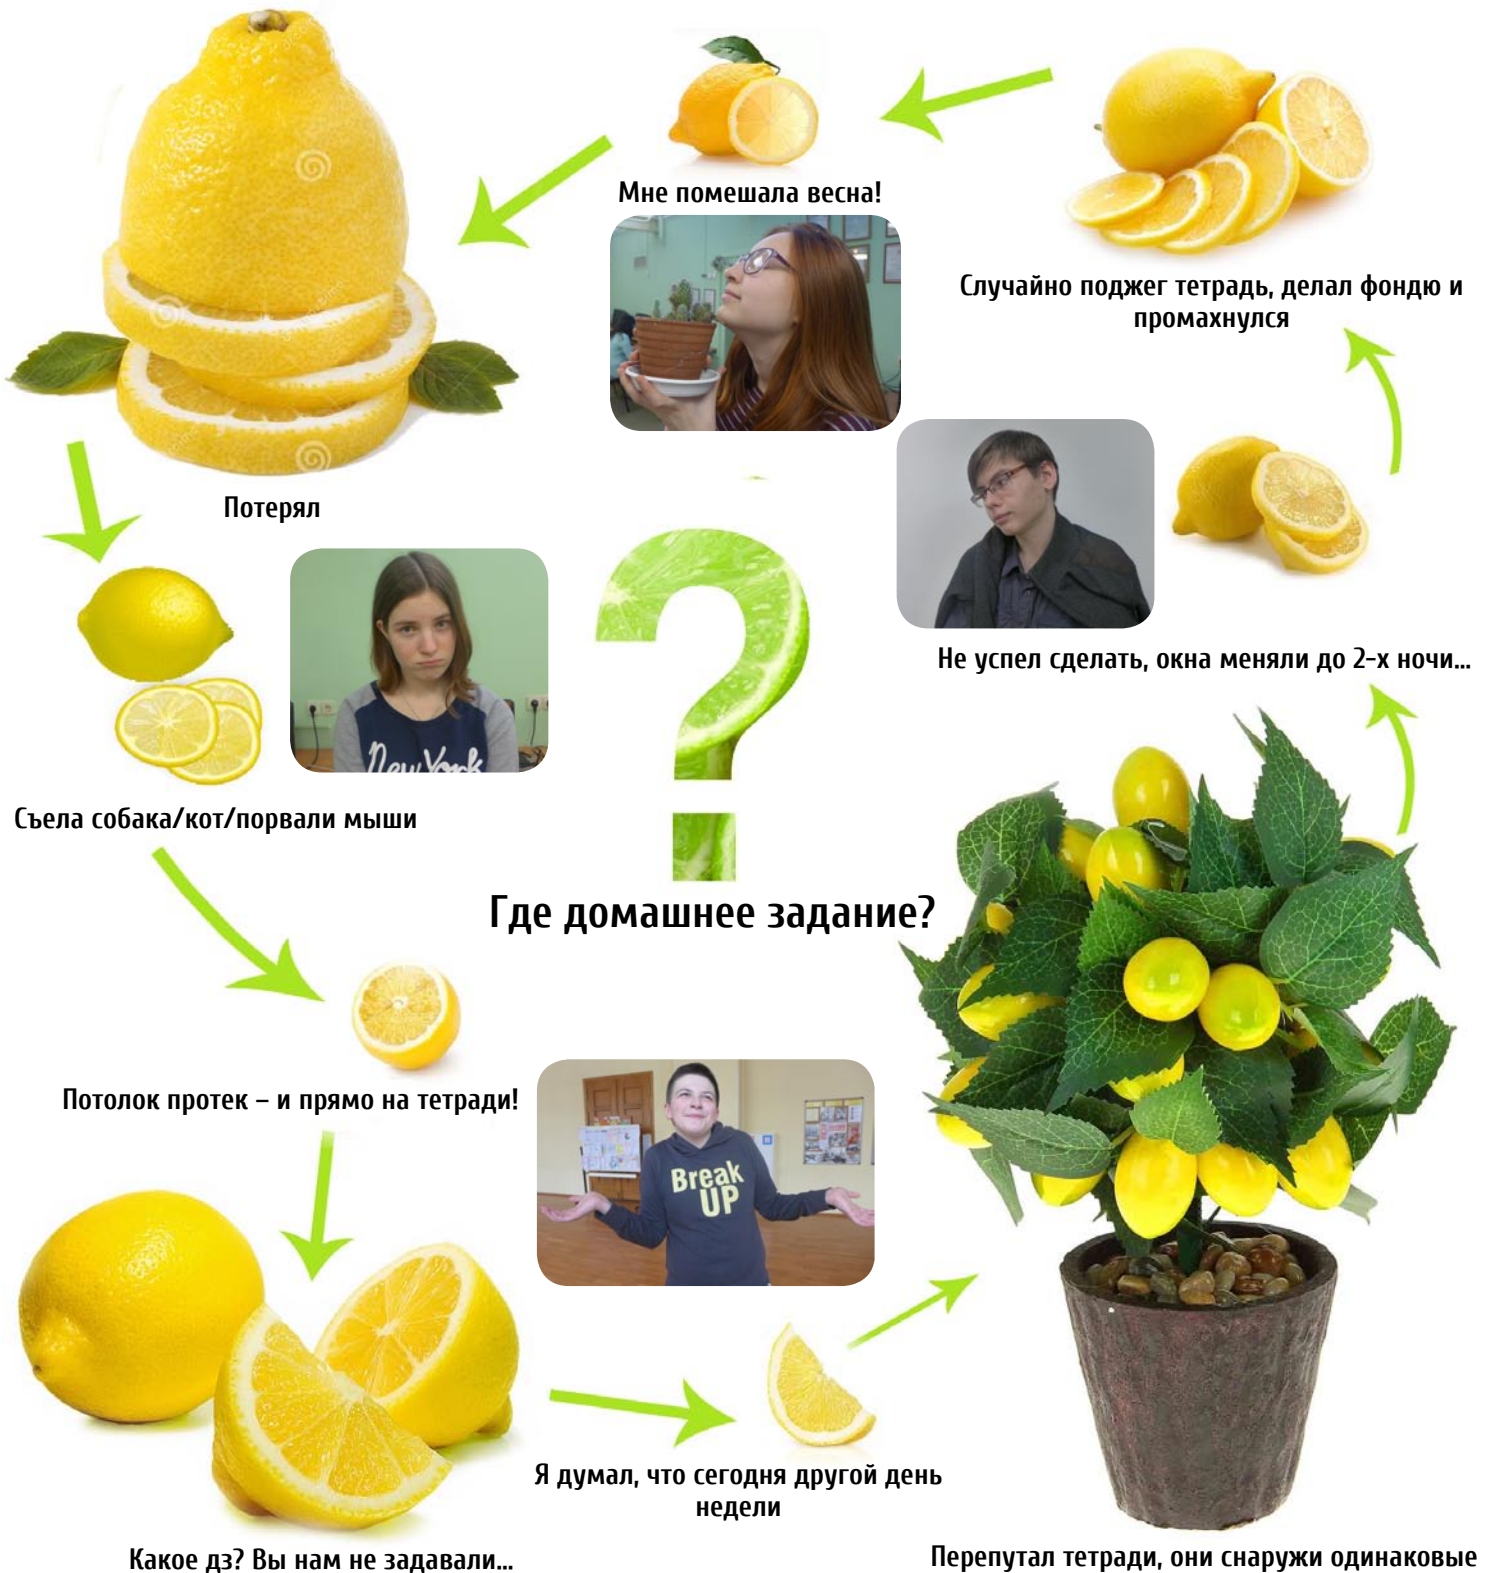 Мне помешала весна!
Случайно поджег тетрадь, делал фондю и
промахнулся
Потерял
Не успел сделать, окна меняли до 2-х ночи...
New York
Съела собака/кот/порвали мыши
Где домашнее задание?
Потолок протек – и прямо на тетради!
Break
UP
Я думал, что сегодня другой день
недели
Какое дз? Вы нам не задавали...
Перепутал тетради, они снаружи одинаковые